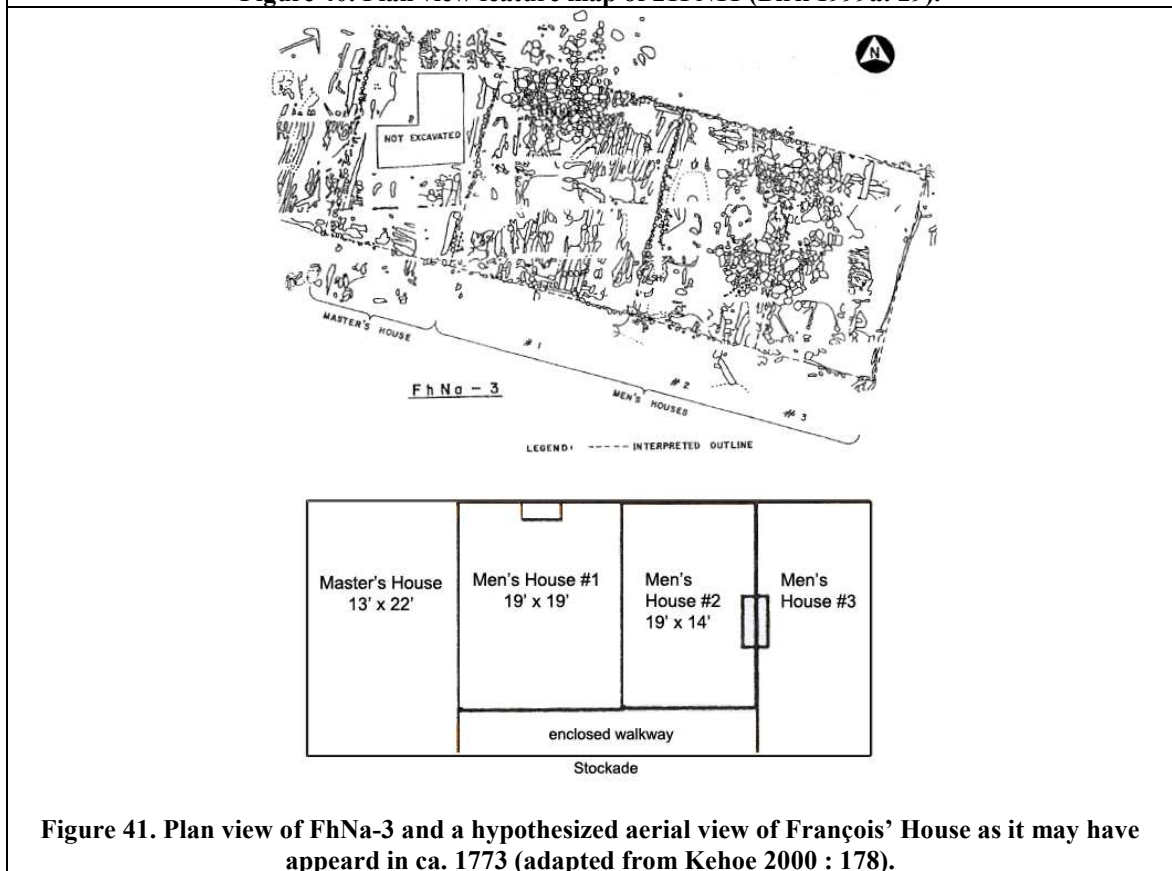 N
NOT EXCAVATED
MASTER'S HOUSE
# 1
# 2
# 3
MEN'S HOUSES
FhNa-3
LEGEND: ----- INTERPRETED OUTLINE
Master's House
13' x 22'
Men's House #1
19' x 19'
Men's
House #2
19' x 14'
Men's
House #3
enclosed walkway
Stockade
Figure 41. Plan view of FhNa-3 and a hypothesized aerial view of François' House as it may have
appeard in ca. 1773 (adapted from Kehoe 2000 : 178).